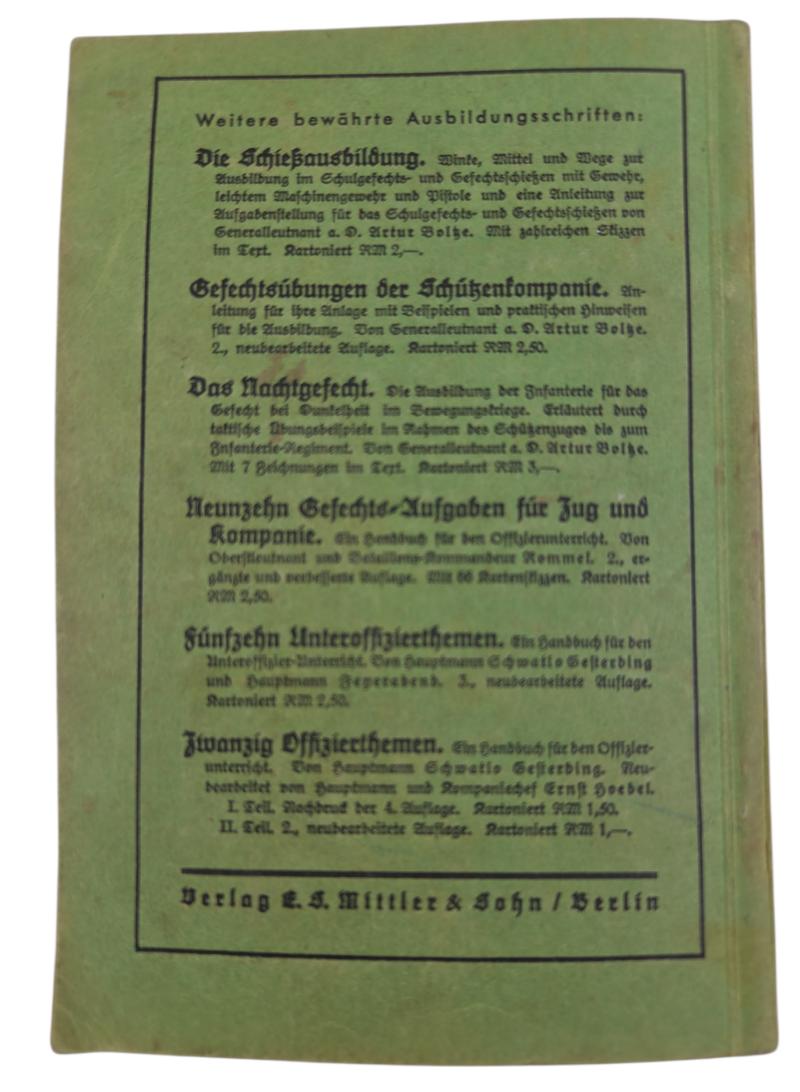 Weitere bewährte Ausbildungsschriften:
Die Schießausbildung. Winke, Mittel und Wege zur
Ausbildung im Schulgefechts- und Gefechtsschießen mit Gewehr,
leichtem Maschinengewehr und Pistole und eine Anleitung zur
Aufgabenstellung für das Schulgefechts- und Gefechtsschießen von
Generalleutnant a. D. Artur Boltze. Mit zahlreichen Skizzen
im Text. Kartoniert RM 2,—.
Gefechtsübungen der Schützenkompanie. An-
leitung für ihre Anlage mit Beispielen und praktischen Hinweisen
für die Ausbildung. Von Generalleutnant a. D. Artur Boltze.
2., neubearbeitete Auflage. Kartoniert RM 2,50.
Das Nachtgefecht. Die Ausbildung der Infanterie für das
Gefecht bei Dunkelheit im Bewegungskriege. Erläutert durch
taktische Übungsbeispiele im Rahmen des Schützenzuges bis zum
Infanterie-Regiment. Von Generalleutnant a. D. Artur Boltze.
Mit 7 Zeichnungen im Text. Kartoniert RM 3,—.
Neunzehn Gefechts-Aufgaben für Zug und
Kompanie. Ein Handbuch für den Offizierunterricht. Von
Oberstleutnant und Bataillons-Kommandeur Rommel. 2., er-
gänzte und verbesserte Auflage. Mit 56 Kartenskizzen. Kartoniert
RM 2,50.
Fünfzehn Unteroffizierthemen. Ein Handbuch für den
Unteroffizier-Unterricht. Von Hauptmann Schwatlo Gesterding
und Hauptmann Feyerabend. 3., neubearbeitete Auflage.
Kartoniert RM 2,50.
Zwanzig Offizierthemen. Ein Handbuch für den Offizier-
unterricht. Von Hauptmann Schwatlo Gesterding. Neu-
bearbeitet von Hauptmann und Kompaniechef Ernst Hoebel.
I. Teil. Nachdruck der 4. Auflage. Kartoniert RM 1,50.
II. Teil. 2., neubearbeitete Auflage. Kartoniert RM 1,—.
Verlag E. S. Mittler & Sohn / Berlin